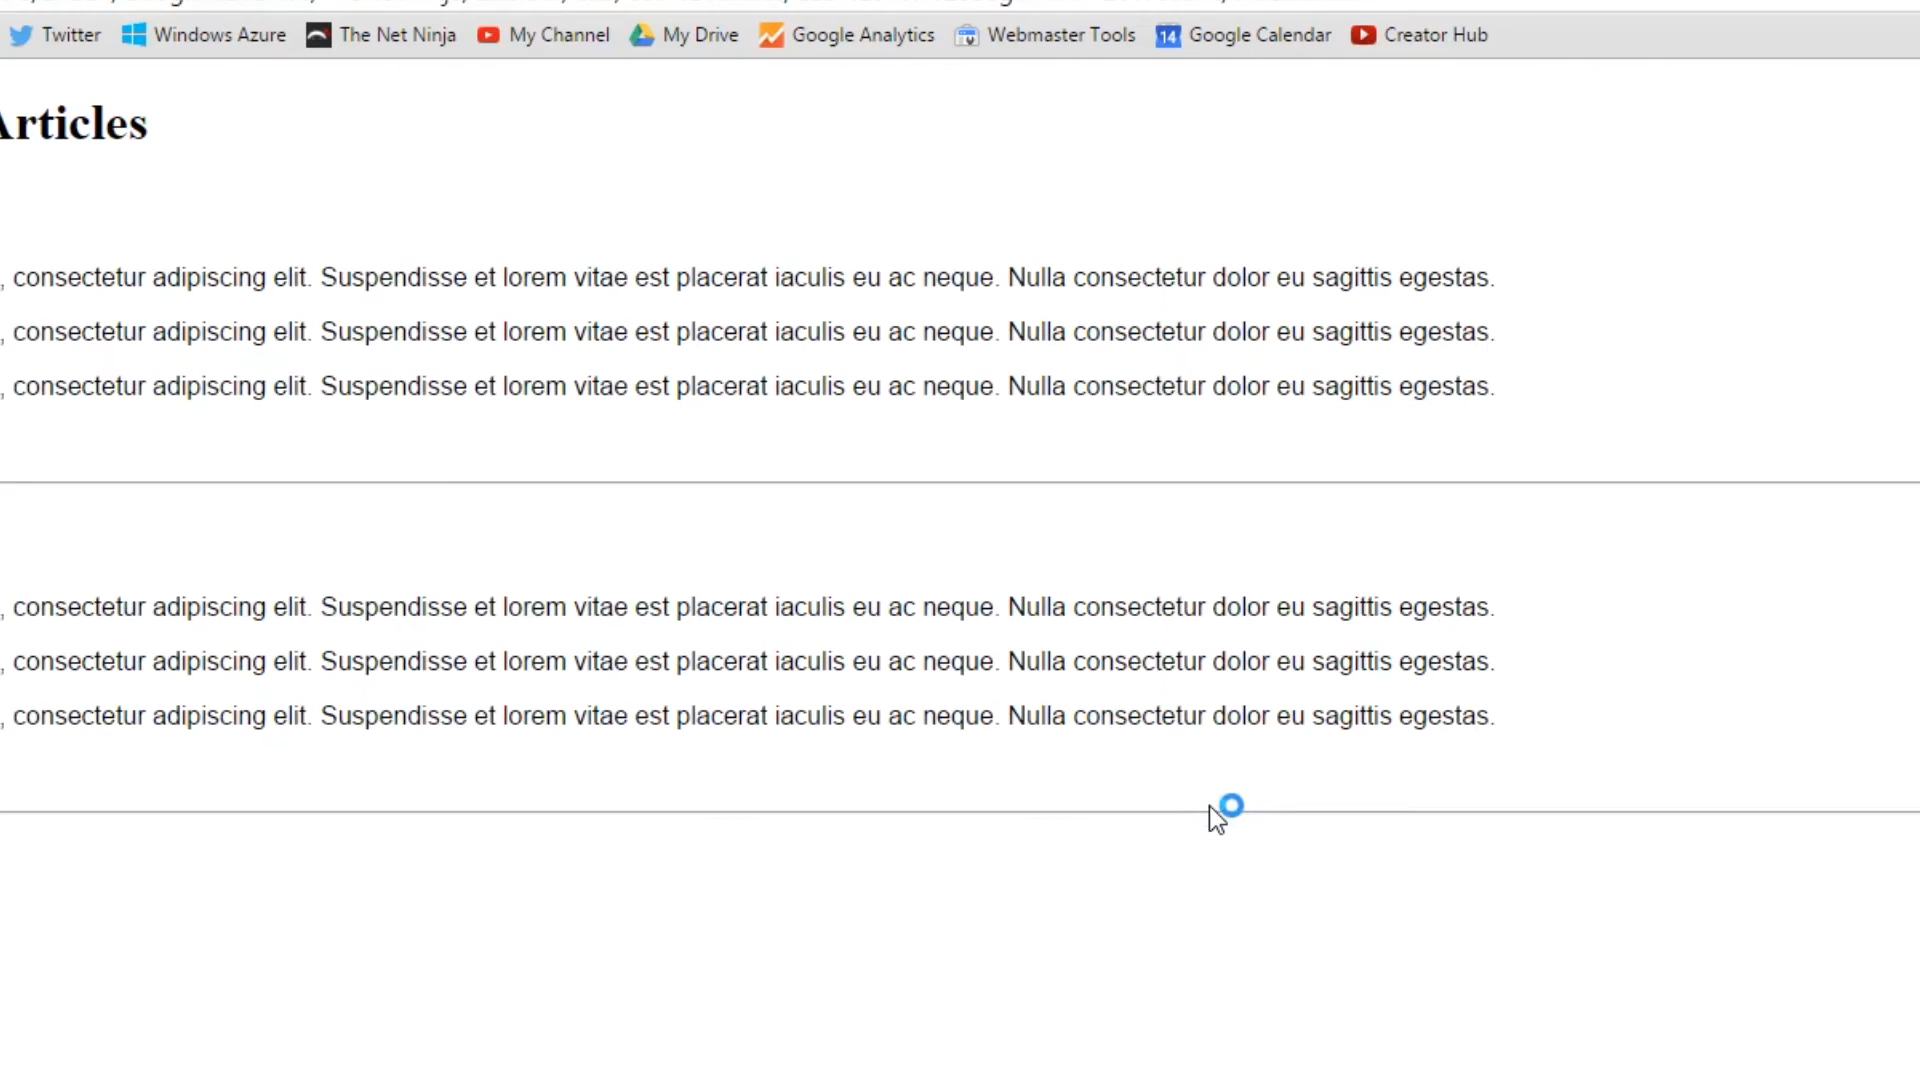 Twitter Windows Azure The Net Ninja My Channel My Drive Google Analytics Webmaster Tools 14 Google Calendar Creator Hub
Articles
, consectetur adipiscing elit. Suspendisse et lorem vitae est placerat iaculis eu ac neque. Nulla consectetur dolor eu sagittis egestas.
, consectetur adipiscing elit. Suspendisse et lorem vitae est placerat iaculis eu ac neque. Nulla consectetur dolor eu sagittis egestas.
, consectetur adipiscing elit. Suspendisse et lorem vitae est placerat iaculis eu ac neque. Nulla consectetur dolor eu sagittis egestas.
, consectetur adipiscing elit. Suspendisse et lorem vitae est placerat iaculis eu ac neque. Nulla consectetur dolor eu sagittis egestas.
, consectetur adipiscing elit. Suspendisse et lorem vitae est placerat iaculis eu ac neque. Nulla consectetur dolor eu sagittis egestas.
, consectetur adipiscing elit. Suspendisse et lorem vitae est placerat iaculis eu ac neque. Nulla consectetur dolor eu sagittis egestas.